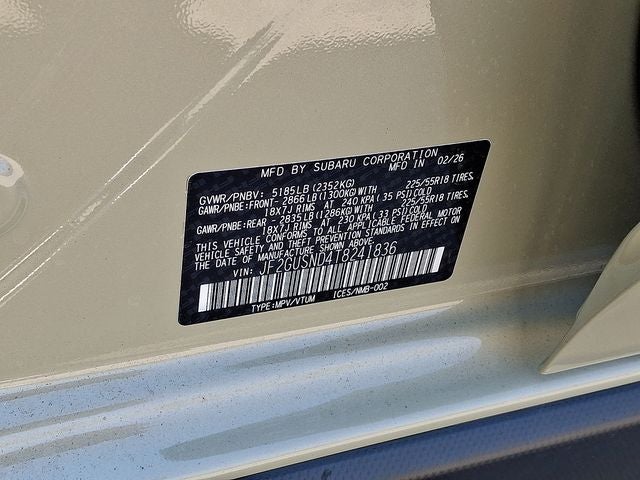 MFD BY SUBARU CORPORATION
MFD IN 02/26
GVWR/PNBV: 5185LB(2352KG)
GAWR/PNBE:FRONT- 2866LB(1300KG)WITH 225/55R18 TIRES,
18X7J RIMS AT 240 KPA( 35 PSI)COLD
GAWR/PNBE:REAR - 2835LB(1286KG)WITH 225/55R18 TIRES,
18X7J RIMS AT 230 KPA( 33 PSI)COLD
THIS VEHICLE CONFORMS TO ALL APPLICABLE FEDERAL MOTOR
VEHICLE SAFETY AND THEFT PREVENTION STANDARDS IN EFFECT ON
THE DATE OF MANUFACTURE SHOWN ABOVE.
VIN: JF2GUSND4T8241836
TYPE:MPV/VTUM ICES/NMB-002